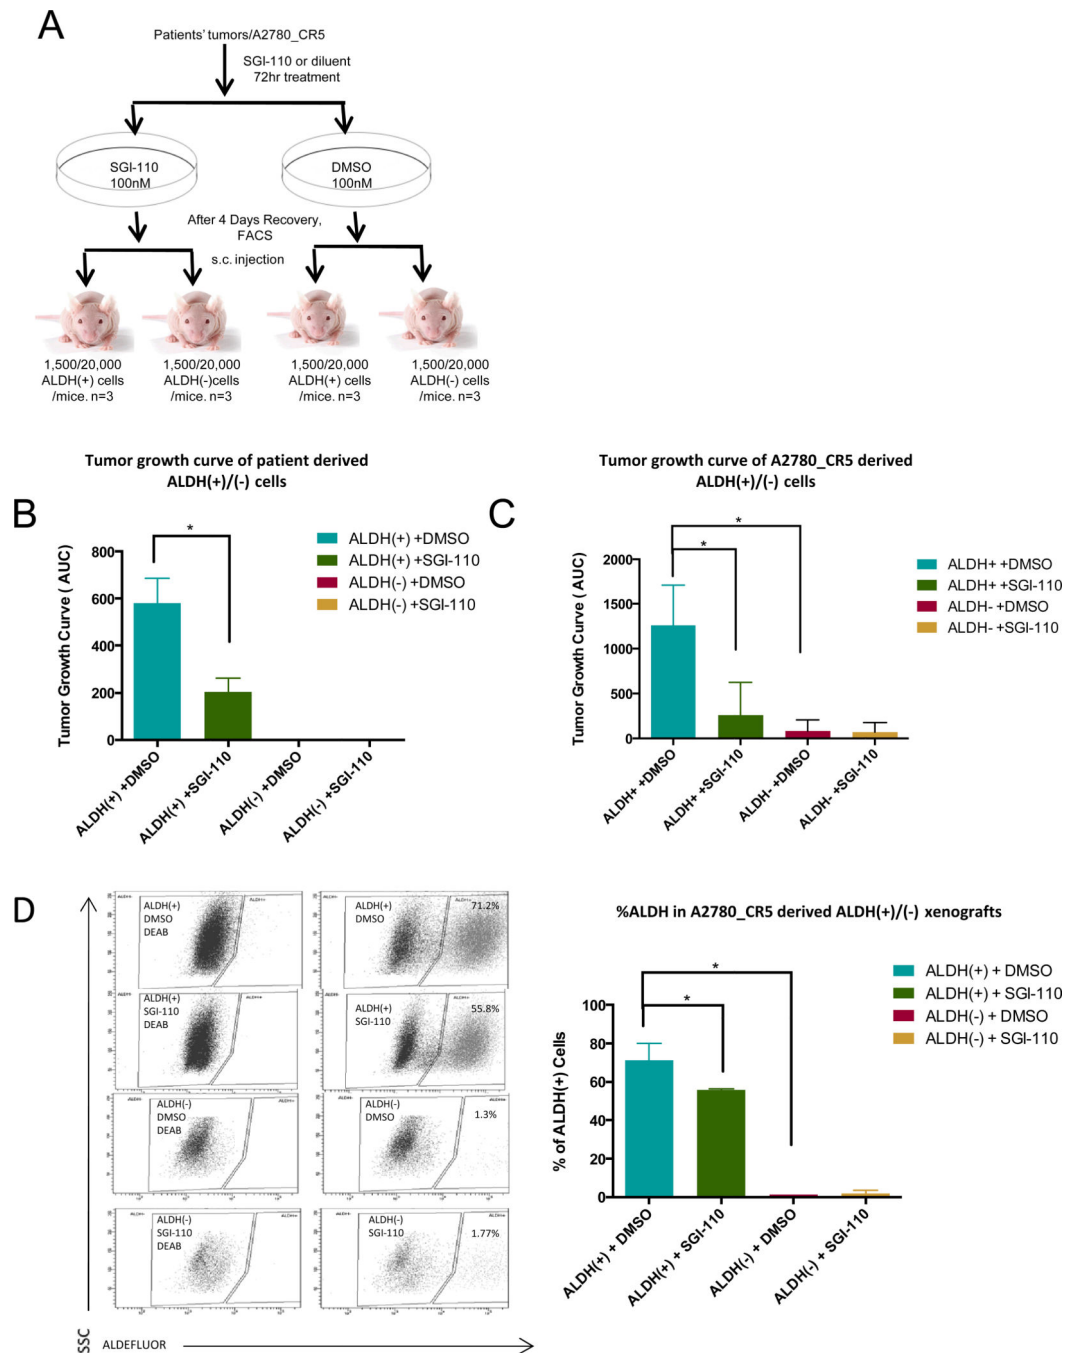 A
Patients' tumors/A2780_CR5
SGI-110 or diluent
72hr treatment
SGI-110
100nM
DMSO
100nM
After 4 Days Recovery,
FACS
s.c. injection
1,500/20,000
ALDH(+) cells
/mice. n=3
1,500/20,000
ALDH(-)cells
/mice. n=3
1,500/20,000
ALDH(+) cells
/mice. n=3
1,500/20,000
ALDH(-) cells
/mice. n=3
Tumor growth curve of patient derived
ALDH(+)/(-) cells
B
Tumor Growth Curve ( AUC)
800
600
400
200
0
*
ALDH(+) +DMSO
ALDH(+) +SGI-110
ALDH(-) +DMSO
ALDH(-) +SGI-110
ALDH(+) +DMSO
ALDH(+) +SGI-110
ALDH(-) +DMSO
ALDH(-) +SGI-110
Tumor growth curve of A2780_CR5 derived
ALDH(+)/(-) cells
C
Tumor Growth Curve (AUC)
2000
1500
1000
500
0
*
*
ALDH+ +DMSO
ALDH+ +SGI-110
ALDH- +DMSO
ALDH- +SGI-110
ALDH+ +DMSO
ALDH+ +SGI-110
ALDH- +DMSO
ALDH- +SGI-110
D
ALDH(+)
DMSO
DEAB
ALDH(+)
DMSO
71.2%
ALDH(+)
SGI-110
DEAB
ALDH(+)
SGI-110
55.8%
ALDH(-)
DMSO
DEAB
ALDH(-)
DMSO
1.3%
ALDH(-)
SGI-110
DEAB
ALDH(-)
SGI-110
1.77%
SSC
ALDEFLUOR
%ALDH in A2780_CR5 derived ALDH(+)/(-) xenografts
% of ALDH(+) Cells
100
80
60
40
20
0
*
*
ALDH(+) + DMSO
ALDH(+) + SGI-110
ALDH(-) + DMSO
ALDH(-) + SGI-110
ALDH(+) + DMSO
ALDH(+) + SGI-110
ALDH(-) + DMSO
ALDH(-) + SGI-110